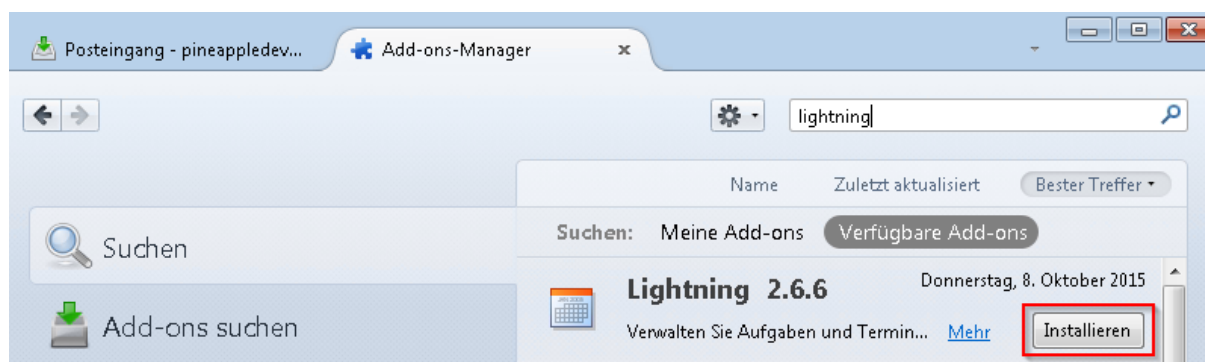 Posteingang - pineappledev...
Add-ons-Manager
lightning
Name Zuletzt aktualisiert Bester Treffer
Suchen: Meine Add-ons Verfügbare Add-ons
Suchen
Lightning 2.6.6 Donnerstag, 8. Oktober 2015
Verwalten Sie Aufgaben und Termin... Mehr Installieren
Add-ons suchen